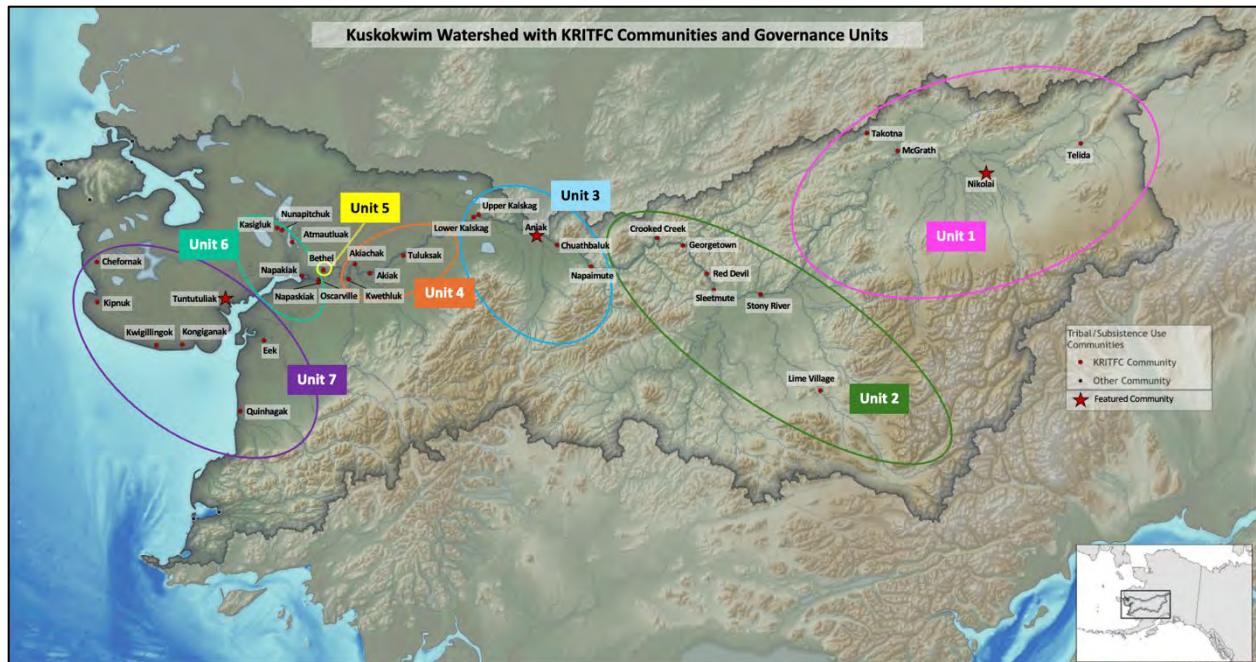 Kuskokwim Watershed with KRITFC Communities and Governance Units
Takotna
McGrath
Telida
Nikolai
Unit 1
Unit 3
Upper Kalskag
Lower Kalskag
Aniak
Chuathbaluk
Napaimute
Crooked Creek
Georgetown
Red Devil
Sleetmute
Stony River
Lime Village
Unit 2
Unit 5
Nunapitchuk
Kasigluk
Atmautluak
Unit 6
Bethel
Akiachak
Tuluksak
Akiak
Unit 4
Napakiak
Napaskiak
Oscarville
Kwethluk
Chefornak
Tuntutuliak
Kipnuk
Kwigillingok
Kongiganak
Eek
Unit 7
Quinhagak
Tribal/Subsistence Use
Communities
KRITFC Community
Other Community
Featured Community